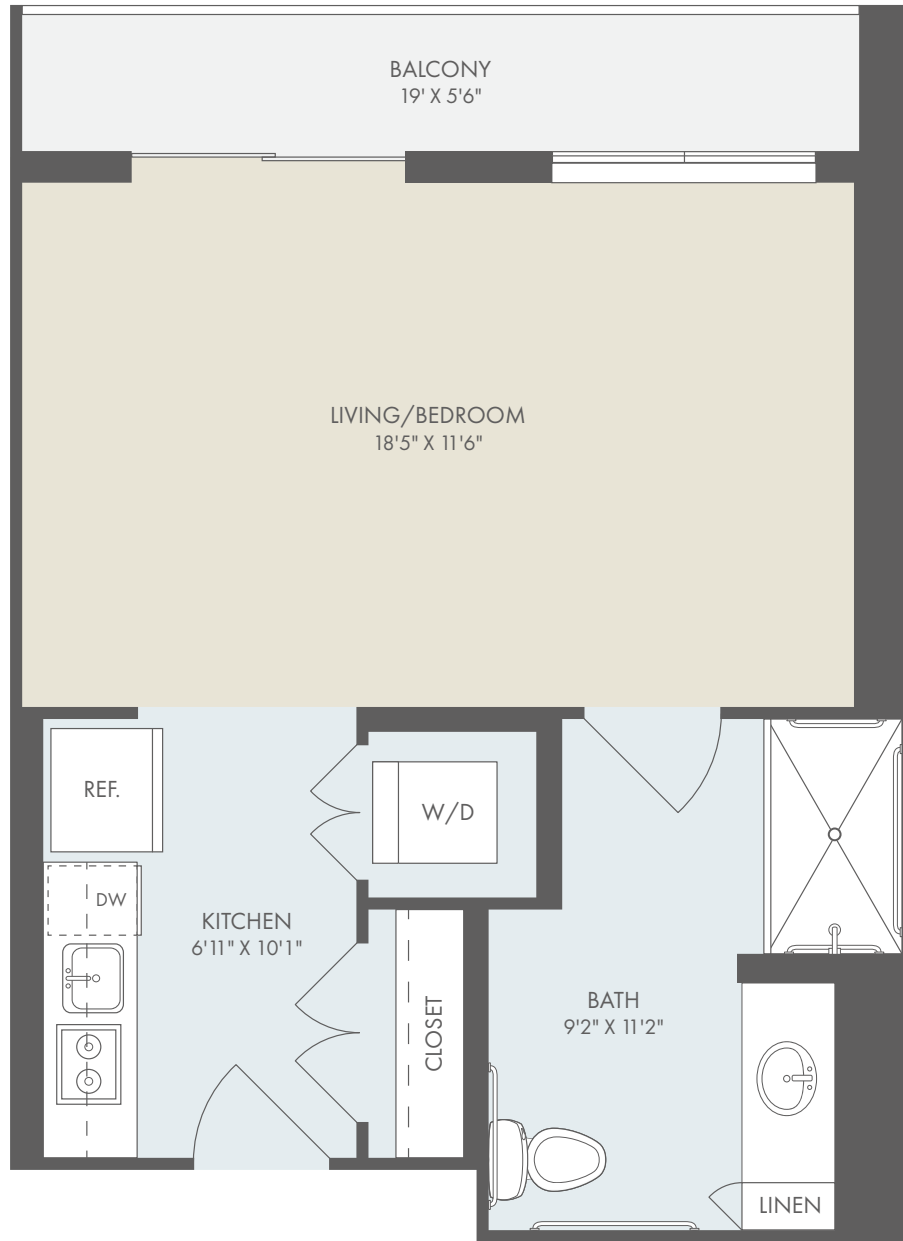 BALCONY
19' X 5'6"
LIVING/BEDROOM
18'5" X 11'6"
REF.
W/D
DW
KITCHEN
6'11" X 10'1"
CLOSET
BATH
9'2" X 11'2"
LINEN